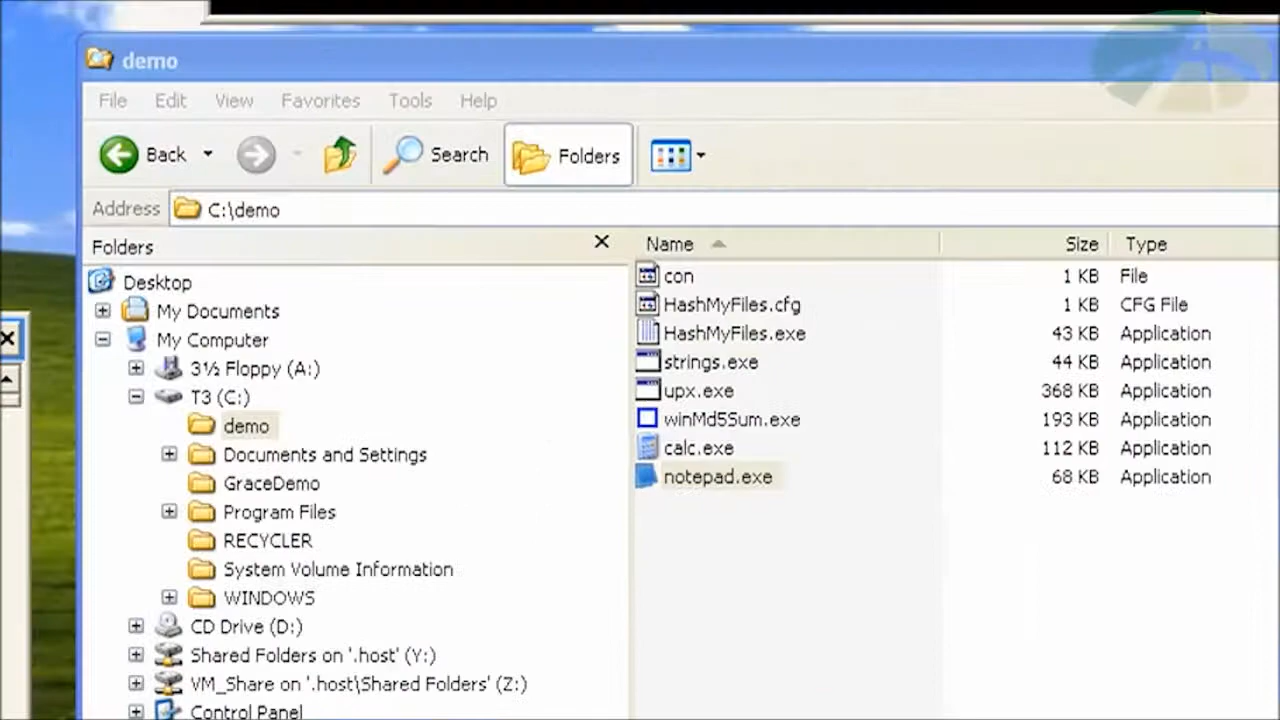 demo
File Edit View Favorites Tools Help
Back Search Folders
Address C:\demo
Folders Name Size Type
Desktop
My Documents
My Computer
3½ Floppy (A:)
T3 (C:)
demo
Documents and Settings
GraceDemo
Program Files
RECYCLER
System Volume Information
WINDOWS
CD Drive (D:)
Shared Folders on '.host' (Y:)
VM_Share on '.host\Shared Folders' (Z:)
Control Panel
con 1 KB File
HashMyFiles.cfg 1 KB CFG File
HashMyFiles.exe 43 KB Application
strings.exe 44 KB Application
upx.exe 368 KB Application
winMd5Sum.exe 193 KB Application
calc.exe 112 KB Application
notepad.exe 68 KB Application